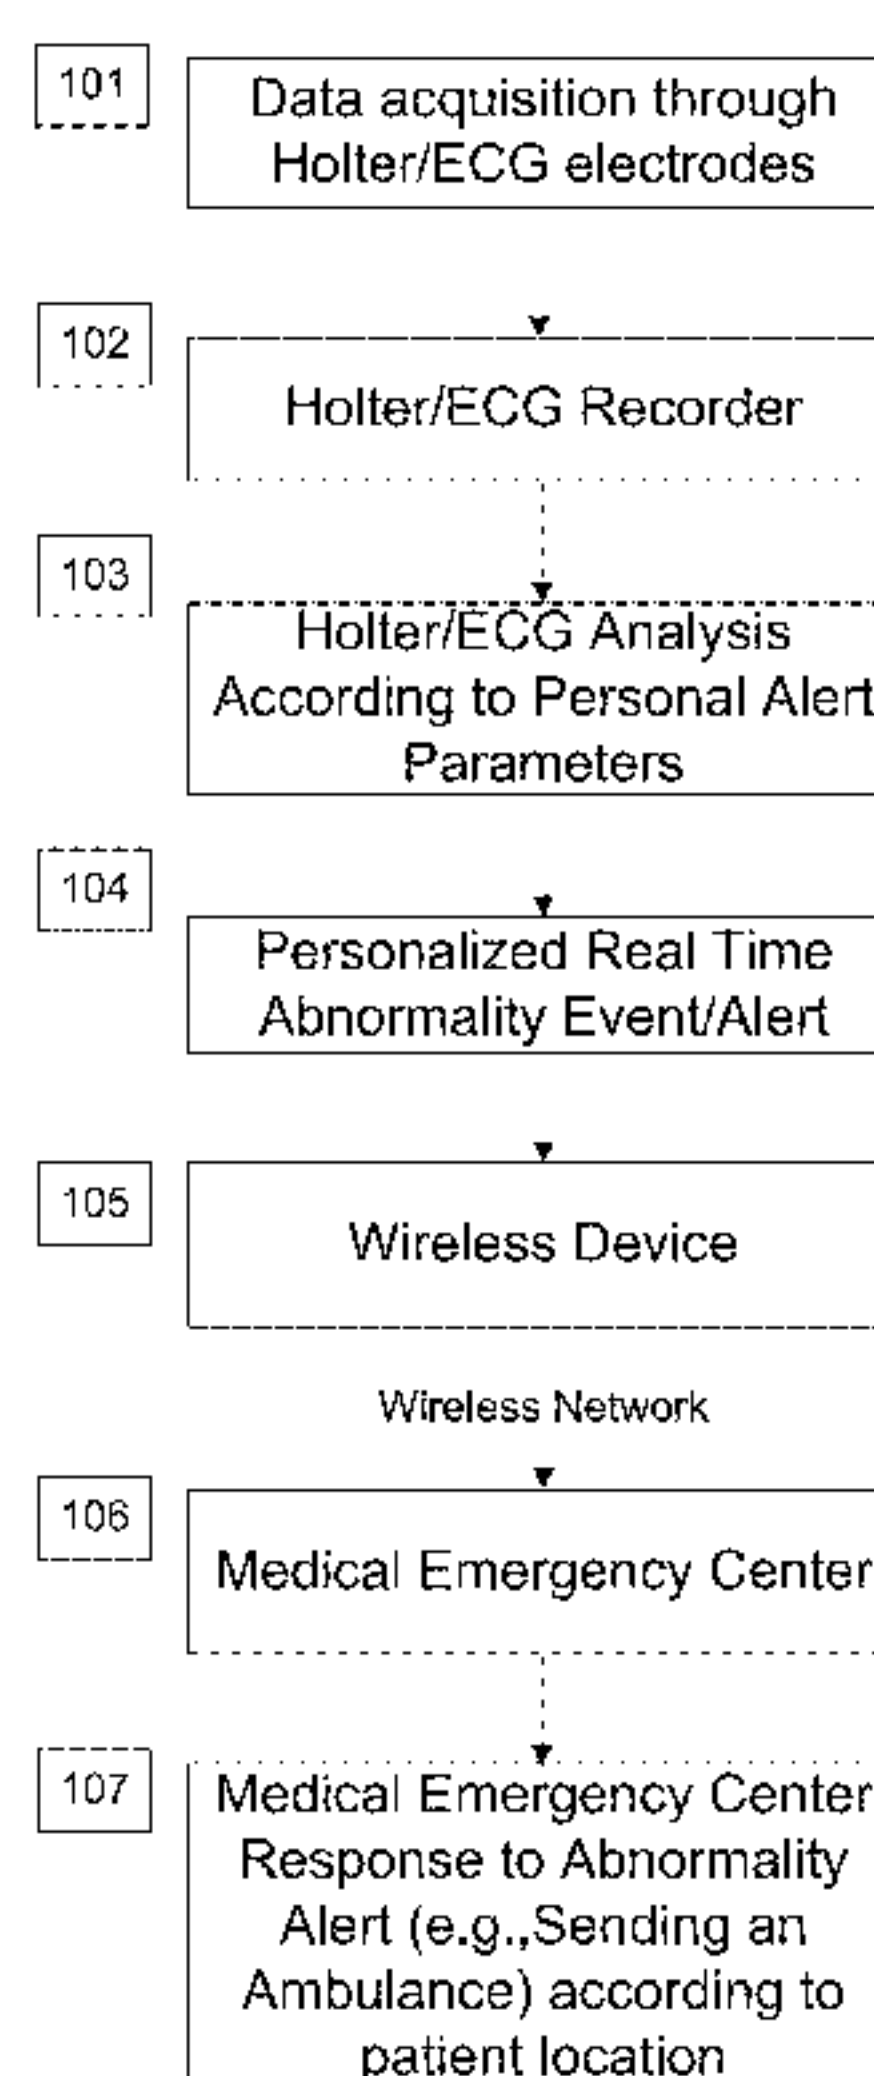 101
Data acquisition through
Holter/ECG electrodes
102
Holter/ECG Recorder
103
Holter/ECG Analysis
According to Personal Alert
Parameters
104
Personalized Real Time
Abnormality Event/Alert
105
Wireless Device
Wireless Network
106
Medical Emergency Center
107
Medical Emergency Center
Response to Abnormality
Alert (e.g.,Sending an
Ambulance) according to
patient location